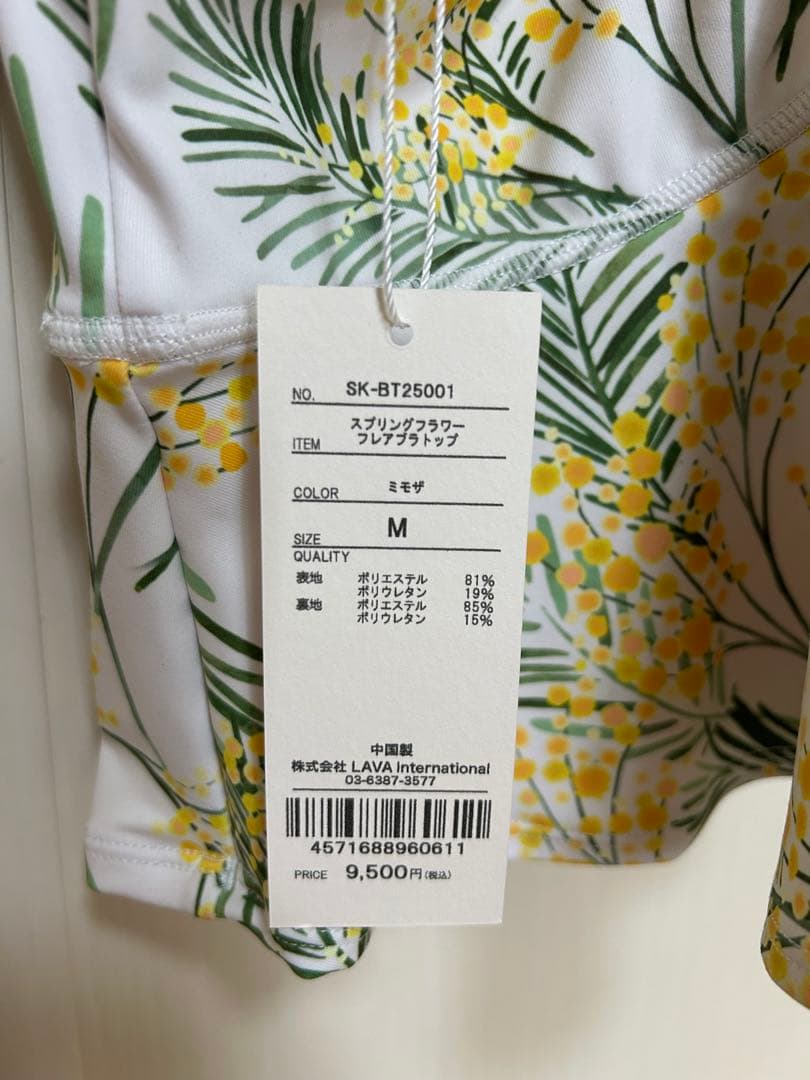 NO. SK-BT25001
スプリングフラワー
ITEM フレアブラトップ
COLOR ミモザ
SIZE M
QUALITY
表地 ポリエステル 81%
ポリウレタン 19%
裏地 ポリエステル 85%
ポリウレタン 15%
中国製
株式会社 LAVA International
03-6387-3577
4571688960611
PRICE 9,500円(税込)